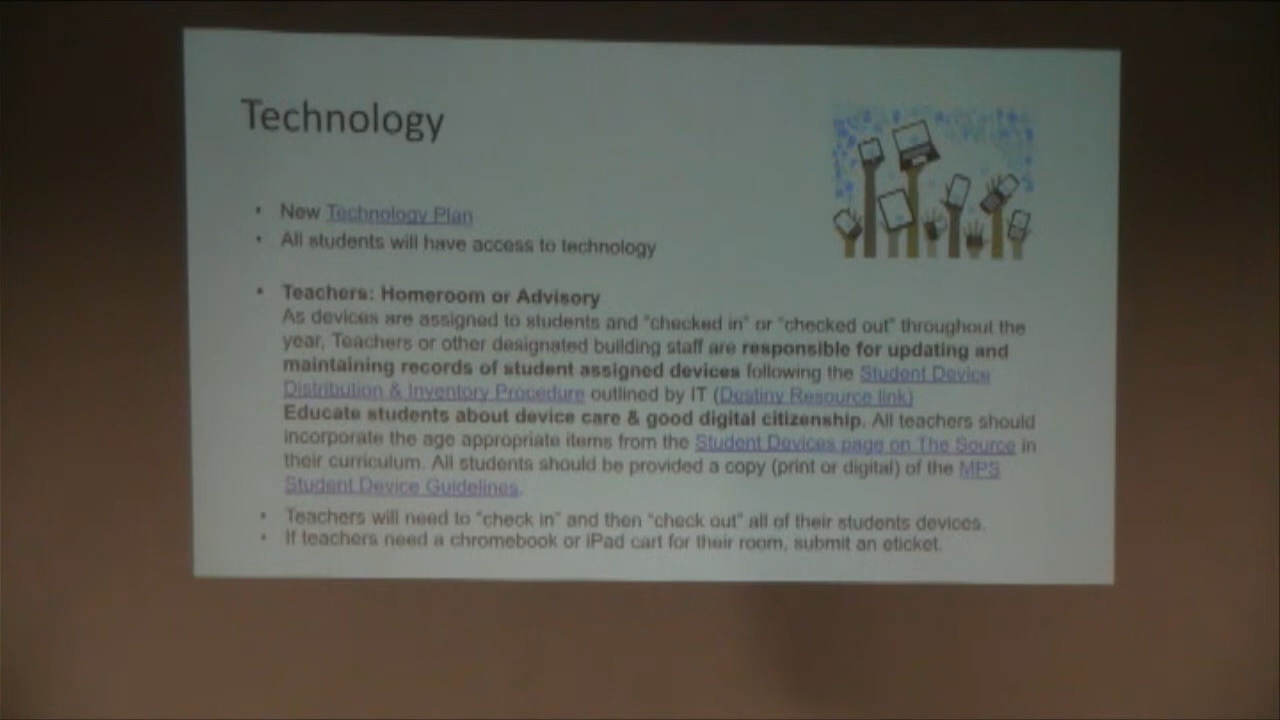 Technology
• New Technology Plan
• All students will have access to technology
• Teachers: Homeroom or Advisory
As devices are assigned to students and "checked in" or "checked out" throughout the
year, Teachers or other designated building staff are responsible for updating and
maintaining records of student assigned devices following the Student Device
Distribution & Inventory Procedure outlined by IT (Destiny Resource link)
Educate students about device care & good digital citizenship. All teachers should
incorporate the age appropriate items from the Student Devices page on The Source in
their curriculum. All students should be provided a copy (print or digital) of the MPS
Student Device Guidelines.
• Teachers will need to "check in" and then "check out" all of their students devices.
• If teachers need a chromebook or iPad cart for their room, submit an eticket.